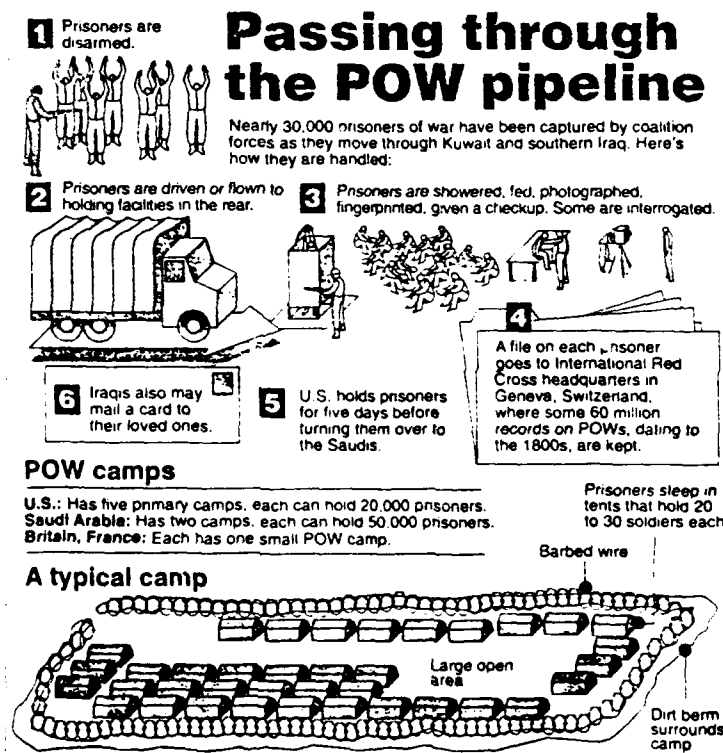 Passing through
the POW pipeline
Nearly 30,000 prisoners of war have been captured by coalition
forces as they move through Kuwait and southern Iraq. Here's
how they are handled:
1 Prisoners are
disarmed.
2 Prisoners are driven or flown to
holding facilities in the rear.
3 Prisoners are showered, fed, photographed,
fingerprinted, given a checkup. Some are interrogated.
4
A file on each prisoner
goes to International Red
Cross headquarters in
Geneva, Switzerland,
where some 60 million
records on POWs, dating to
the 1800s, are kept.
5 U.S. holds prisoners
for five days before
turning them over to
the Saudis.
6 Iraqis also may
mail a card to
their loved ones.
POW camps
U.S.: Has five primary camps, each can hold 20,000 prisoners.
Saudi Arabia: Has two camps, each can hold 50,000 prisoners.
Britain, France: Each has one small POW camp.
A typical camp
Prisoners sleep in
tents that hold 20
to 30 soldiers each
Barbed wire
Large open
area
Dirt berm
surrounds
camp